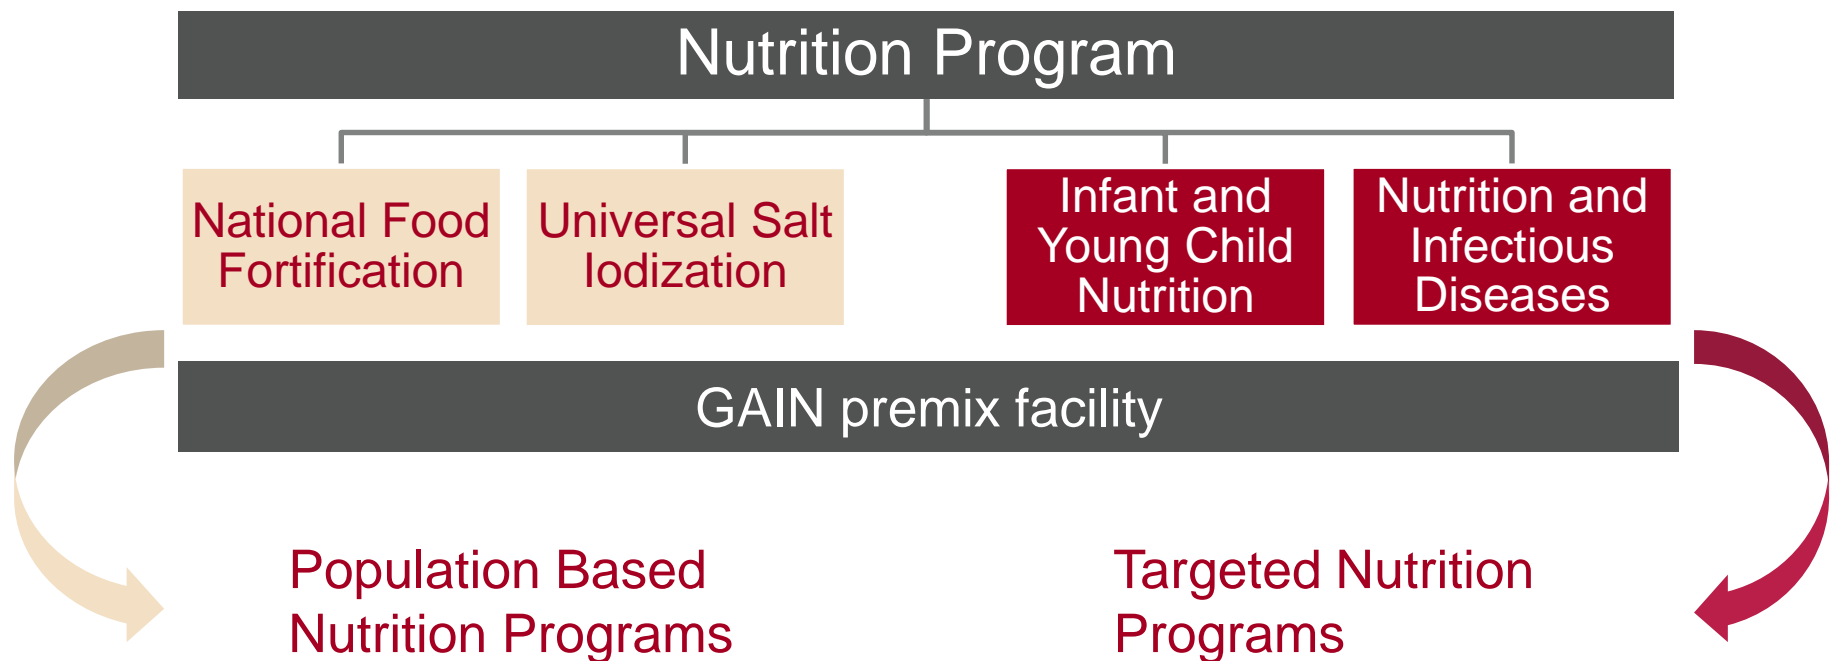 Nutrition Program
National Food
Fortification
Universal Salt
Iodization
Infant and
Young Child
Nutrition
Nutrition and
Infectious
Diseases
GAIN premix facility
Population Based
Nutrition Programs
Targeted Nutrition
Programs